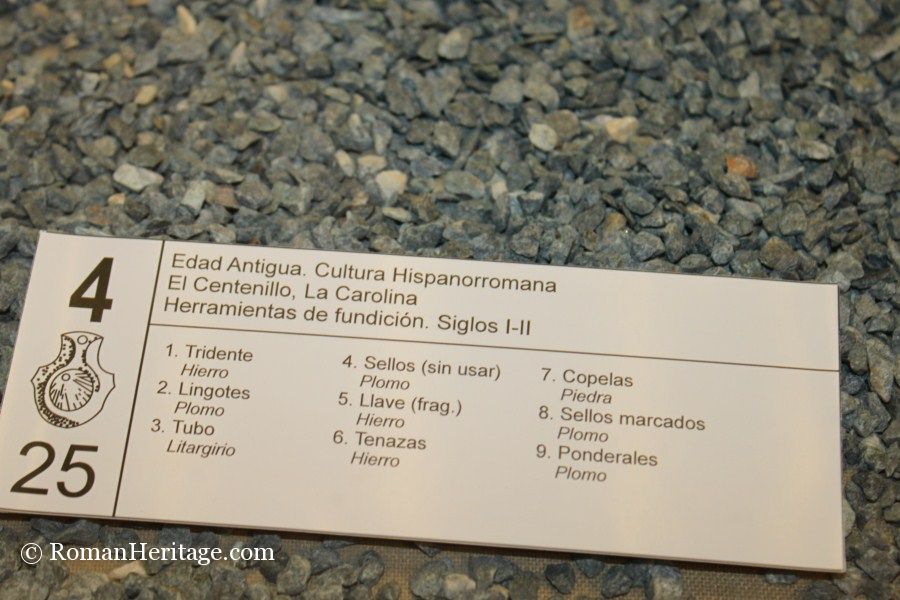 4
25
Edad Antigua. Cultura Hispanorromana
El Centenillo, La Carolina
Herramientas de fundición. Siglos I-II
1. Tridente
Hierro
2. Lingotes
Plomo
3. Tubo
Litargirio
4. Sellos (sin usar)
Plomo
5. Llave (frag.)
Hierro
6. Tenazas
Hierro
7. Copelas
Piedra
8. Sellos marcados
Plomo
9. Ponderales
Plomo
© RomanHeritage.com